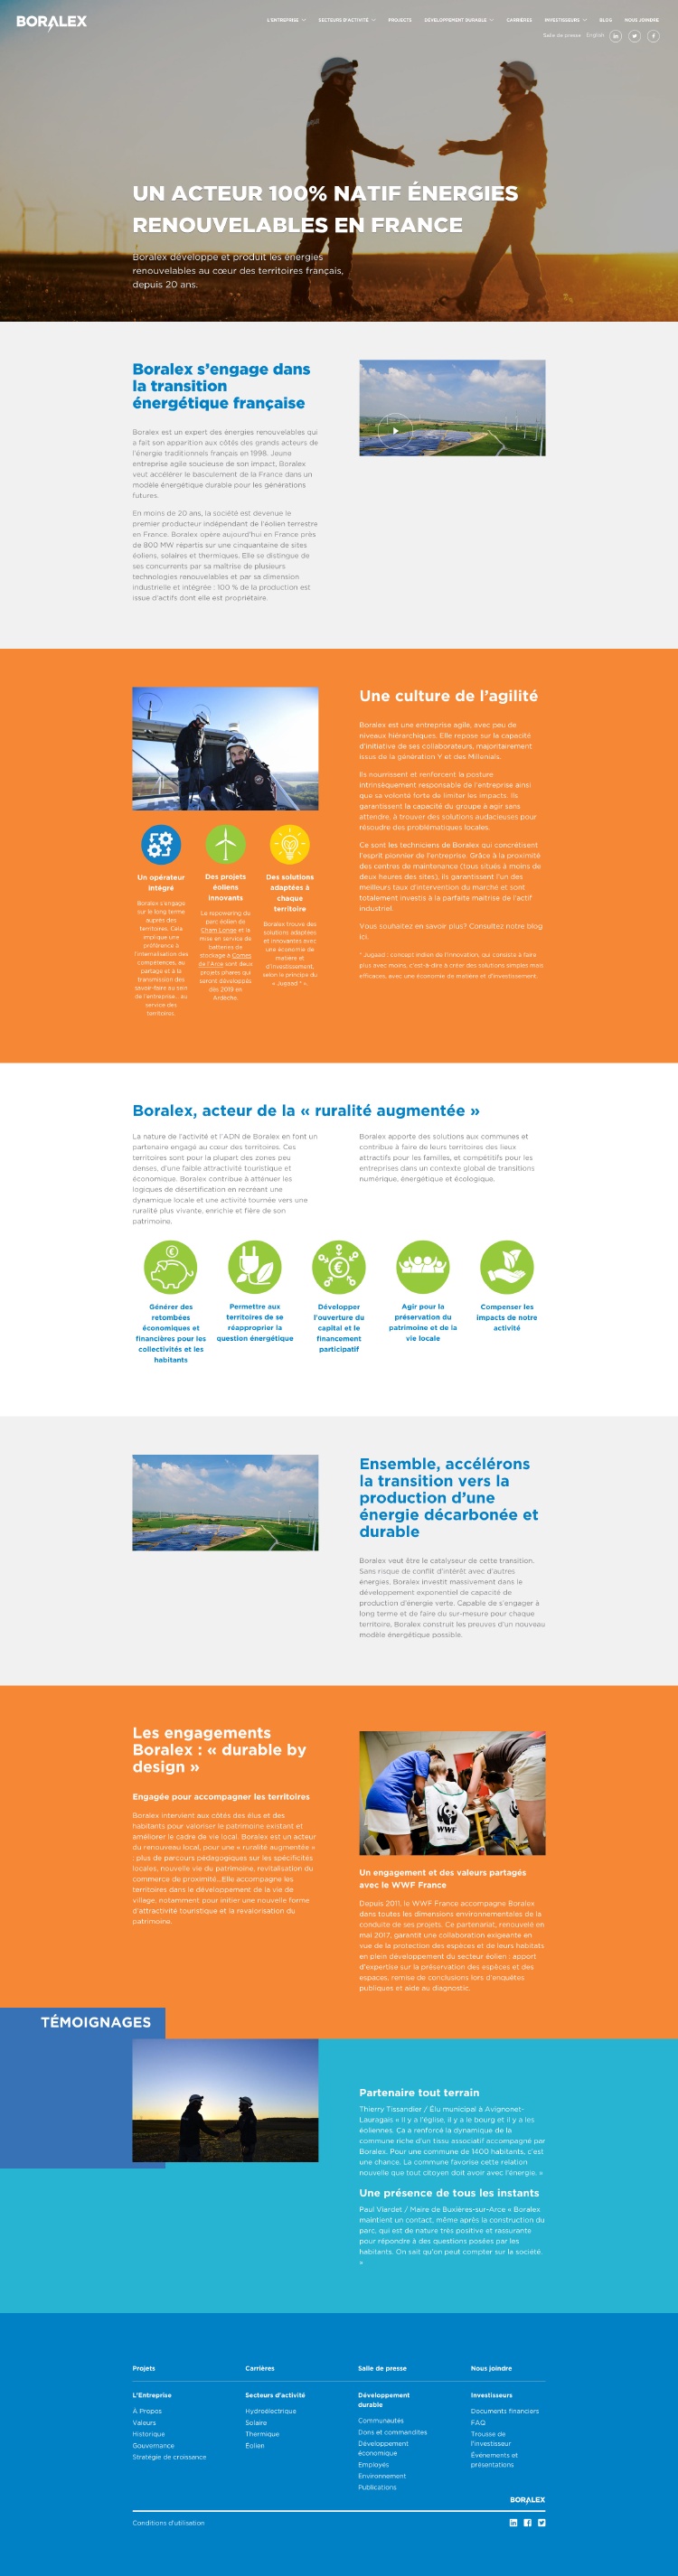 BORALEX
L'ENTREPRISE
SECTEURS D'ACTIVITÉ
PROJECTS
DÉVELOPPEMENT DURABLE
CARRIÈRES
INVESTISSEURS
BLOG
NOUS JOINDRE
Salle de presse
English
UN ACTEUR 100% NATIF ÉNERGIES
RENOUVELABLES EN FRANCE
Boralex développe et produit les énergies
renouvelables au cœur des territoires français,
depuis 20 ans.
Boralex s'engage dans
la transition
énergétique française
Boralex est un expert des énergies renouvelables qui
a fait son apparition aux côtés des grands acteurs de
l'énergie traditionnels français en 1998. Jeune
entreprise agile soucieuse de son impact, Boralex
veut accélérer le basculement de la France dans un
modèle énergétique durable pour les générations
futures.
En moins de 20 ans, la société est devenue le
premier producteur indépendant de l'éolien terrestre
en France. Boralex opère aujourd'hui en France près
de 800 MW répartis sur une cinquantaine de sites
éoliens, solaires et thermiques. Elle se distingue de
ses concurrents par sa maîtrise de plusieurs
technologies renouvelables et par sa dimension
industrielle et intégrée : 100 % de la production est
issue d'actifs dont elle est propriétaire.
Un opérateur
intégré
Boralex s'engage
sur le long terme
auprès des
territoires. Cela
implique une
préférence à
l'internalisation des
compétences, au
partage et à la
transmission des
savoir-faire au sein
de l'entreprise, au
service des
territoires.
Des projets
éoliens
innovants
Le repowering du
parc éolien de
Cham Longe et la
mise en service de
batteries de
stockage à Cornes
de l'Arce sont deux
projets phares qui
seront développés
dès 2019 en
Ardèche.
Des solutions
adaptées à
chaque
territoire
Boralex trouve des
solutions adaptées
et innovantes avec
une économie de
matière et
d'investissement,
selon le principe du
« Jugaad * ».
Une culture de l'agilité
Boralex est une entreprise agile, avec peu de
niveaux hiérarchiques. Elle repose sur la capacité
d'initiative de ses collaborateurs, majoritairement
issus de la génération Y et des Millenials.
Ils nourrissent et renforcent la posture
intrinsèquement responsable de l'entreprise ainsi
que sa volonté forte de limiter les impacts. Ils
garantissent la capacité du groupe à agir sans
attendre, à trouver des solutions audacieuses pour
résoudre des problématiques locales.
Ce sont les techniciens de Boralex qui concrétisent
l'esprit pionnier de l'entreprise. Grâce à la proximité
des centres de maintenance (tous situés à moins de
deux heures des sites), ils garantissent l'un des
meilleurs taux d'intervention du marché et sont
totalement investis à la parfaite maîtrise de l'actif
industriel.
Vous souhaitez en savoir plus? Consultez notre blog
ici.
* Jugaad : concept indien de l'innovation, qui consiste à faire
plus avec moins, c'est-à-dire à créer des solutions simples mais
efficaces, avec une économie de matière et d'investissement.
Boralex, acteur de la « ruralité augmentée »
La nature de l'activité et l'ADN de Boralex en font un
partenaire engagé au cœur des territoires. Ces
territoires sont pour la plupart des zones peu
denses, d'une faible attractivité touristique et
économique. Boralex contribue à atténuer les
logiques de désertification en recréant une
dynamique locale et une activité tournée vers une
ruralité plus vivante, enrichie et fière de son
patrimoine.
Boralex apporte des solutions aux communes et
contribue à faire de leurs territoires des lieux
attractifs pour les familles, et compétitifs pour les
entreprises dans un contexte global de transitions
numérique, énergétique et écologique.
Générer des
retombées
économiques et
financières pour les
collectivités et les
habitants
Permettre aux
territoires de se
réapproprier la
question énergétique
Développer
l'ouverture du
capital et le
financement
participatif
Agir pour la
préservation du
patrimoine et de la
vie locale
Compenser les
impacts de notre
activité
Ensemble, accélérons
la transition vers la
production d'une
énergie décarbonée et
durable
Boralex veut être le catalyseur de cette transition.
Sans risque de conflit d'intérêt avec d'autres
énergies, Boralex investit massivement dans le
développement exponentiel de capacité de
production d'énergie verte. Capable de s'engager à
long terme et de faire du sur-mesure pour chaque
territoire, Boralex construit les preuves d'un nouveau
modèle énergétique possible.
Les engagements
Boralex : « durable by
design »
Engagée pour accompagner les territoires
Boralex intervient aux côtés des élus et des
habitants pour valoriser le patrimoine existant et
améliorer le cadre de vie local. Boralex est un acteur
du renouveau local, pour une « ruralité augmentée »
: plus de parcours pédagogiques sur les spécificités
locales, nouvelle vie du patrimoine, revitalisation du
commerce de proximité...Elle accompagne les
territoires dans le développement de la vie de
village, notamment pour initier une nouvelle forme
d'attractivité touristique et la revalorisation du
patrimoine.
WWF
Un engagement et des valeurs partagés
avec le WWF France
Depuis 2011, le WWF France accompagne Boralex
dans toutes les dimensions environnementales de la
conduite de ses projets. Ce partenariat, renouvelé en
mai 2017, garantit une collaboration exigeante en
vue de la protection des espèces et de leurs habitats
en plein développement du secteur éolien : apport
d'expertise sur la préservation des espèces et des
espaces, remise de conclusions lors d'enquêtes
publiques et aide au diagnostic.
TÉMOIGNAGES
Partenaire tout terrain
Thierry Tissandier / Élu municipal à Avignonet-
Lauragais « Il y a l'église, il y a le bourg et il y a les
éoliennes. Ça a renforcé la dynamique de la
commune riche d'un tissu associatif accompagné par
Boralex. Pour une commune de 1400 habitants, c'est
une chance. La commune favorise cette relation
nouvelle que tout citoyen doit avoir avec l'énergie. »
Une présence de tous les instants
Paul Viardet / Maire de Buxières-sur-Arce « Boralex
maintient un contact, même après la construction du
parc, qui est de nature très positive et rassurante
pour répondre à des questions posées par les
habitants. On sait qu'on peut compter sur la société.
»
Projets
Carrières
Salle de presse
Nous joindre
L'Entreprise
À Propos
Valeurs
Historique
Gouvernance
Stratégie de croissance
Secteurs d'activité
Hydroélectrique
Solaire
Thermique
Éolien
Développement
durable
Communautés
Dons et commandites
Développement
économique
Employés
Environnement
Publications
Investisseurs
Documents financiers
FAQ
Trousse de
l'investisseur
Événements et
présentations
BORALEX
Conditions d'utilisation